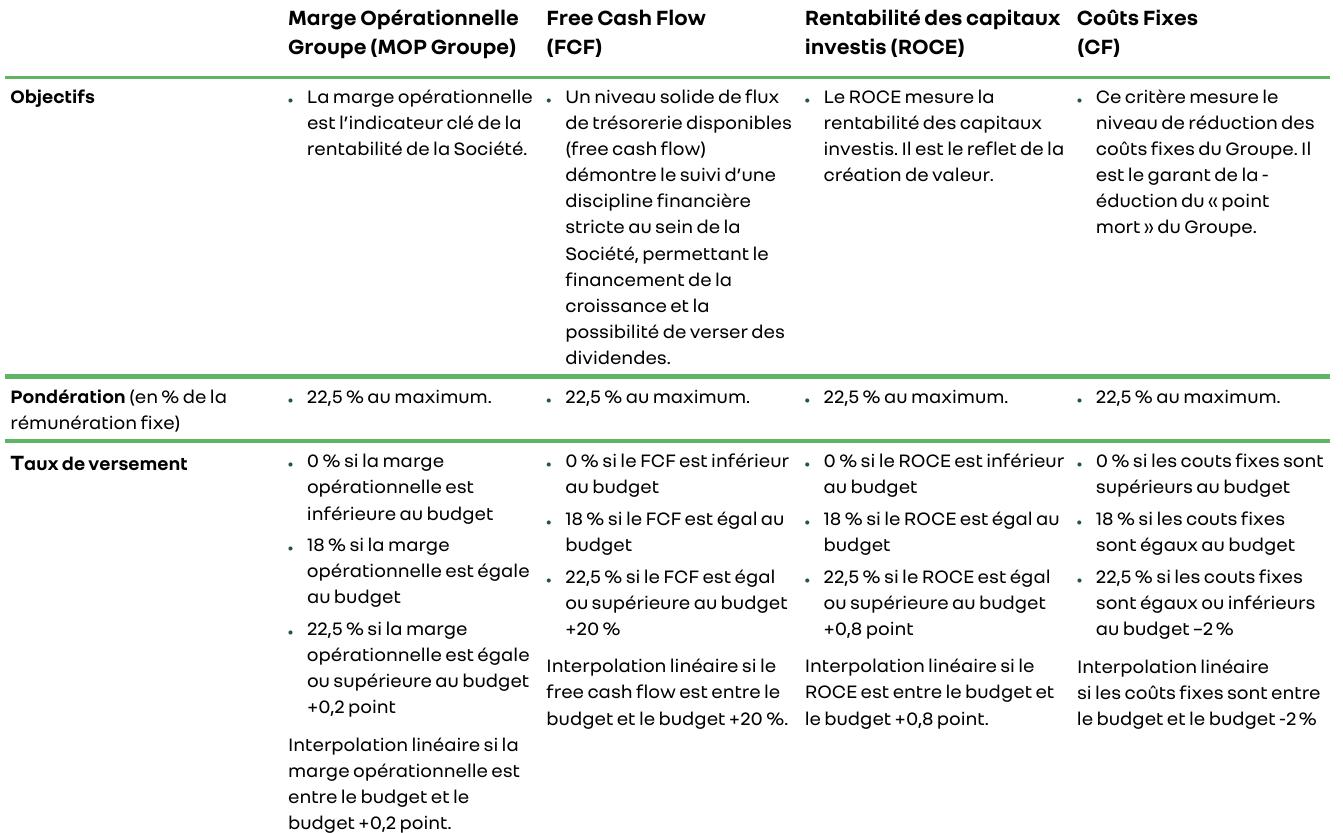 Marge Opérationnelle
Groupe (MOP Groupe)
Free Cash Flow
(FCF)
Rentabilité des capitaux
investis (ROCE)
Coûts Fixes
(CF)
Objectifs
• La marge opérationnelle
est l'indicateur clé de la
rentabilité de la Société.
• Un niveau solide de flux
de trésorerie disponibles
(free cash flow)
démontre le suivi d'une
discipline financière
stricte au sein de la
Société, permettant le
financement de la
croissance et la
possibilité de verser des
dividendes.
• Le ROCE mesure la
rentabilité des capitaux
investis. Il est le reflet de la
création de valeur.
• Ce critère mesure le
niveau de réduction des
coûts fixes du Groupe. Il
est le garant de la -
éduction du « point
mort » du Groupe.
Pondération (en % de la
rémunération fixe)
• 22,5 % au maximum.
• 22,5 % au maximum.
• 22,5 % au maximum.
• 22,5 % au maximum.
Taux de versement
• 0 % si la marge
opérationnelle est
inférieure au budget
• 18 % si la marge
opérationnelle est égale
au budget
• 22,5 % si la marge
opérationnelle est égale
ou supérieure au budget
+0,2 point
Interpolation linéaire si la
marge opérationnelle est
entre le budget et le
budget +0,2 point.
• 0 % si le FCF est inférieur
au budget
• 18 % si le FCF est égal au
budget
• 22,5 % si le FCF est égal
ou supérieure au budget
+20 %
Interpolation linéaire si le
free cash flow est entre le
budget et le budget +20 %.
• 0 % si le ROCE est inférieur
au budget
• 18 % si le ROCE est égal au
budget
• 22,5 % si le ROCE est égal
ou supérieure au budget
+0,8 point
Interpolation linéaire si le
ROCE est entre le budget et
le budget +0,8 point.
• 0 % si les couts fixes sont
supérieurs au budget
• 18 % si les couts fixes
sont égaux au budget
• 22,5 % si les couts fixes
sont égaux ou inférieurs
au budget –2 %
Interpolation linéaire
si les coûts fixes sont entre
le budget et le budget -2 %